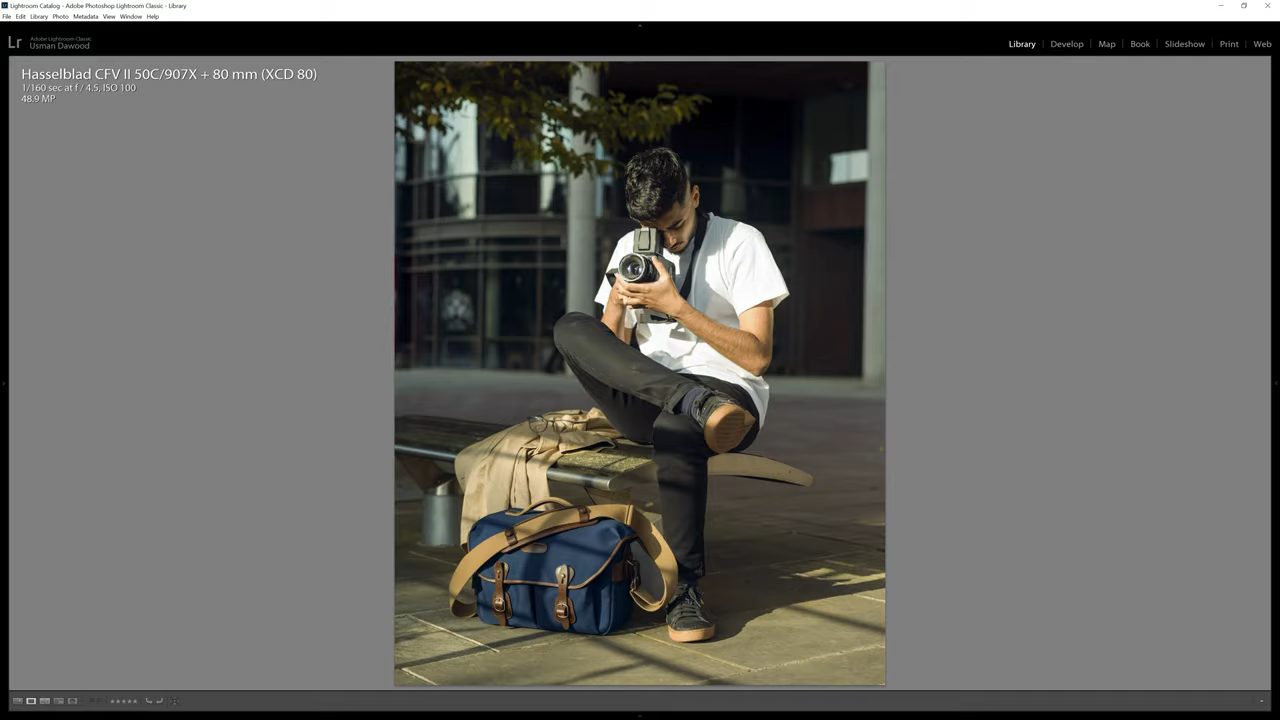 Lightroom Catalog - Adobe Photoshop Lightroom Classic - Library
File Edit Library Photo Metadata View Window Help
Lr
Adobe Lightroom Classic
Usman Dawood
Library | Develop | Map | Book | Slideshow | Print | Web
Hasselblad CFV II 50C/907X + 80 mm (XCD 80)
1/160 sec at f / 4.5, ISO 100
48.9 MP